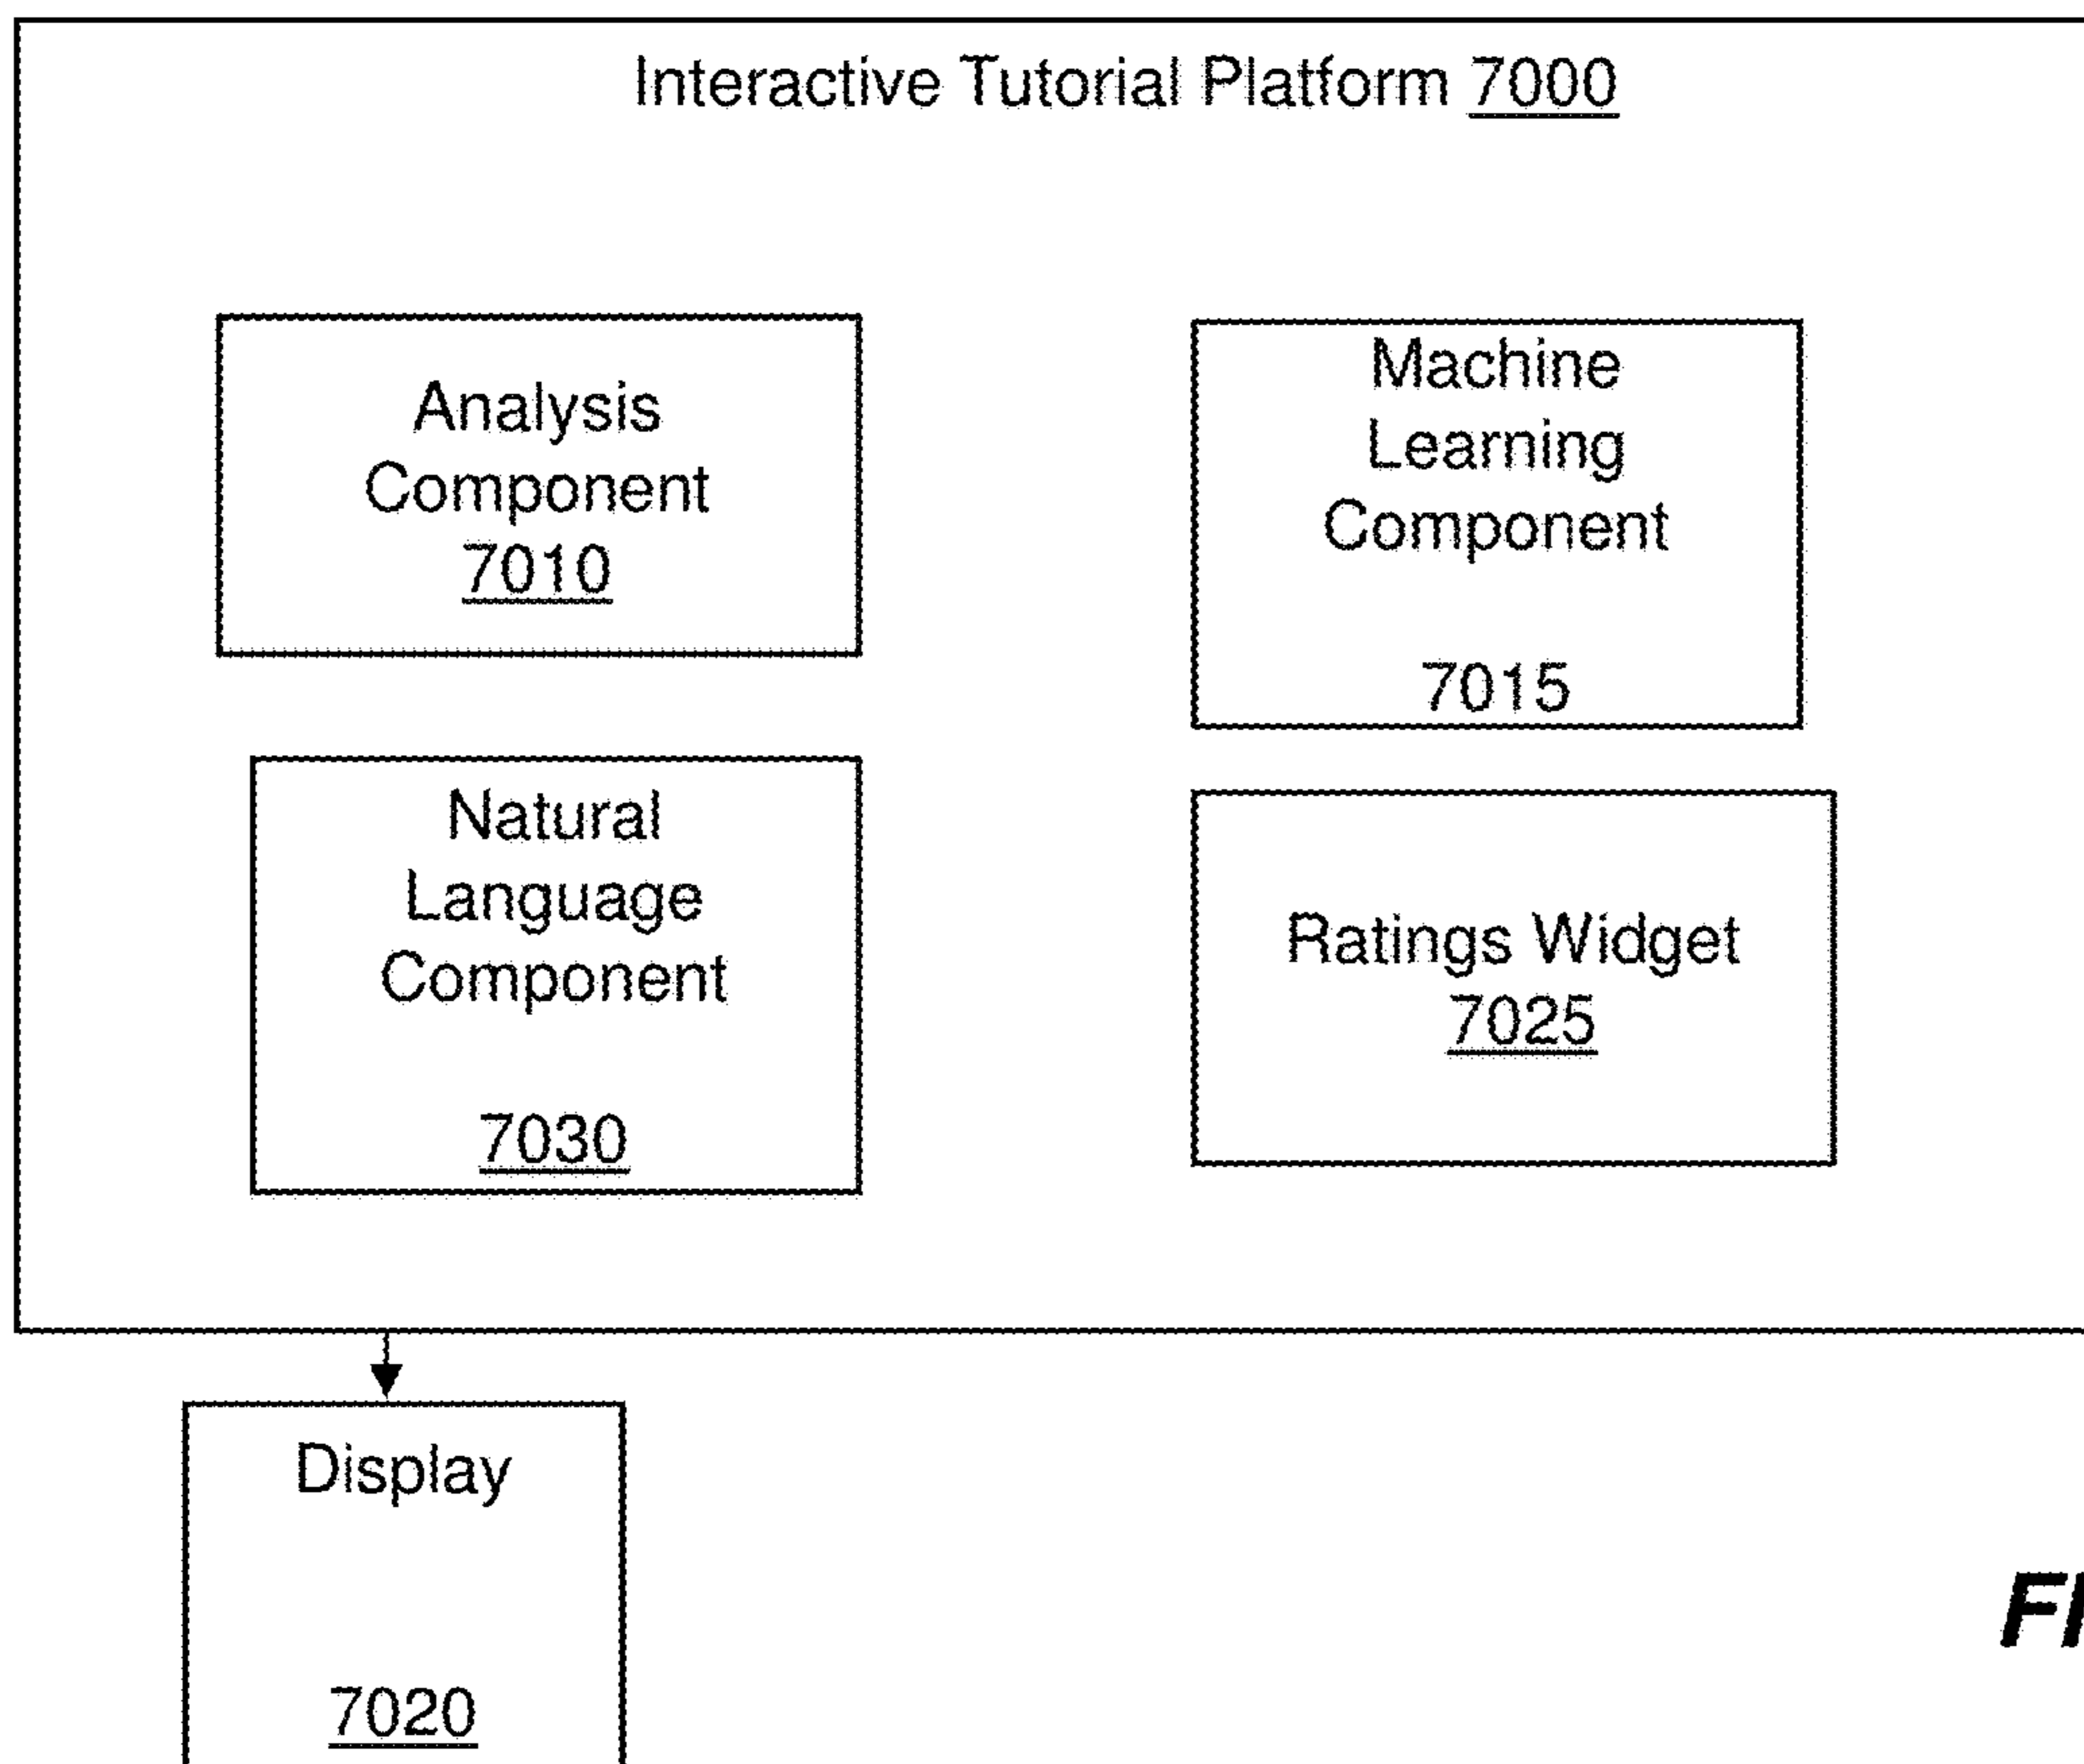 Interactive Tutorial Platform 7000
Analysis
Component
7010
Machine
Learning
Component
7015
Natural
Language
Component
7030
Ratings Widget
7025
Display
7020